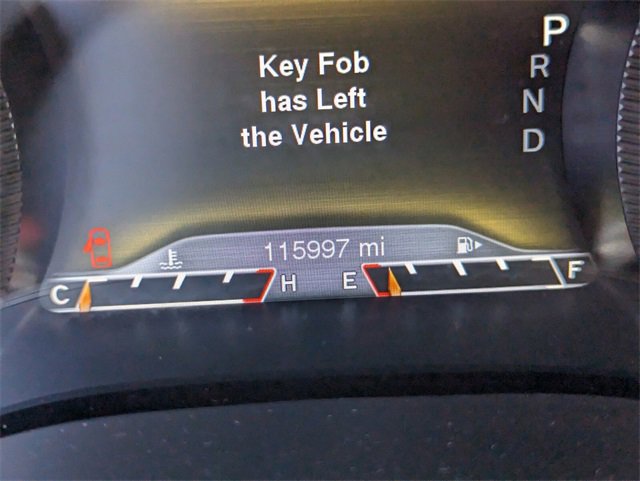 P
Key Fob
R
has Left
N
the Vehicle
D
115997 mi
C
H
E
F